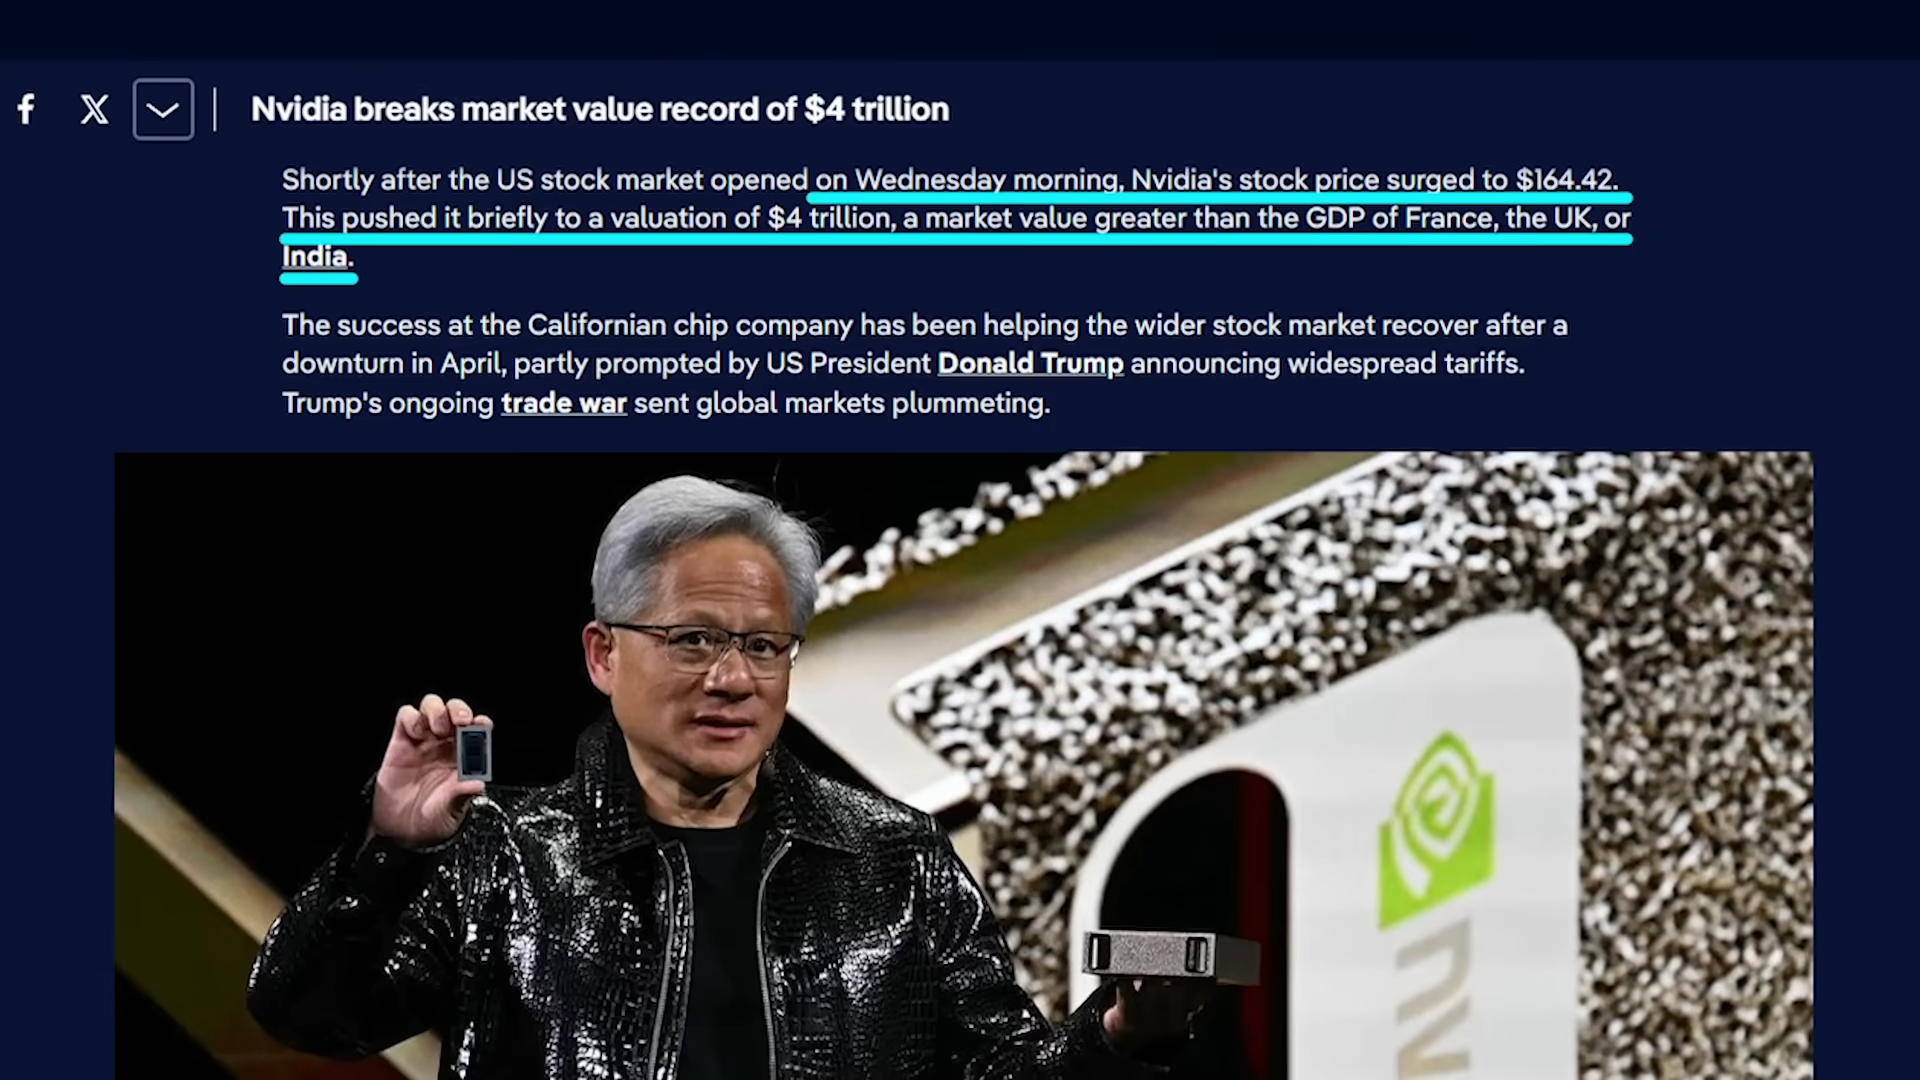 Nvidia breaks market value record of $4 trillion
Shortly after the US stock market opened on Wednesday morning, Nvidia's stock price surged to $164.42.
This pushed it briefly to a valuation of $4 trillion, a market value greater than the GDP of France, the UK, or
India.
The success at the Californian chip company has been helping the wider stock market recover after a
downturn in April, partly prompted by US President Donald Trump announcing widespread tariffs.
Trump's ongoing trade war sent global markets plummeting.
nv